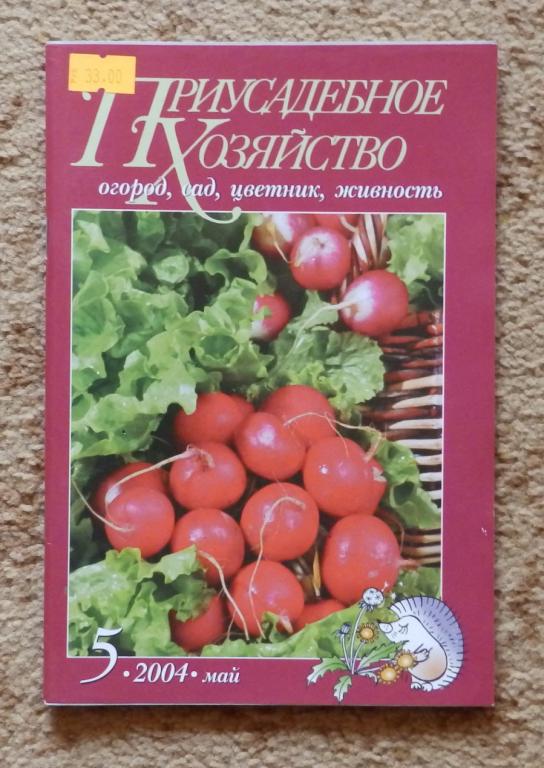 33.00
ПРИУСАДЕБНОЕ
ХОЗЯЙСТВО
огород, сад, цветник, живность
5 • 2004 • май